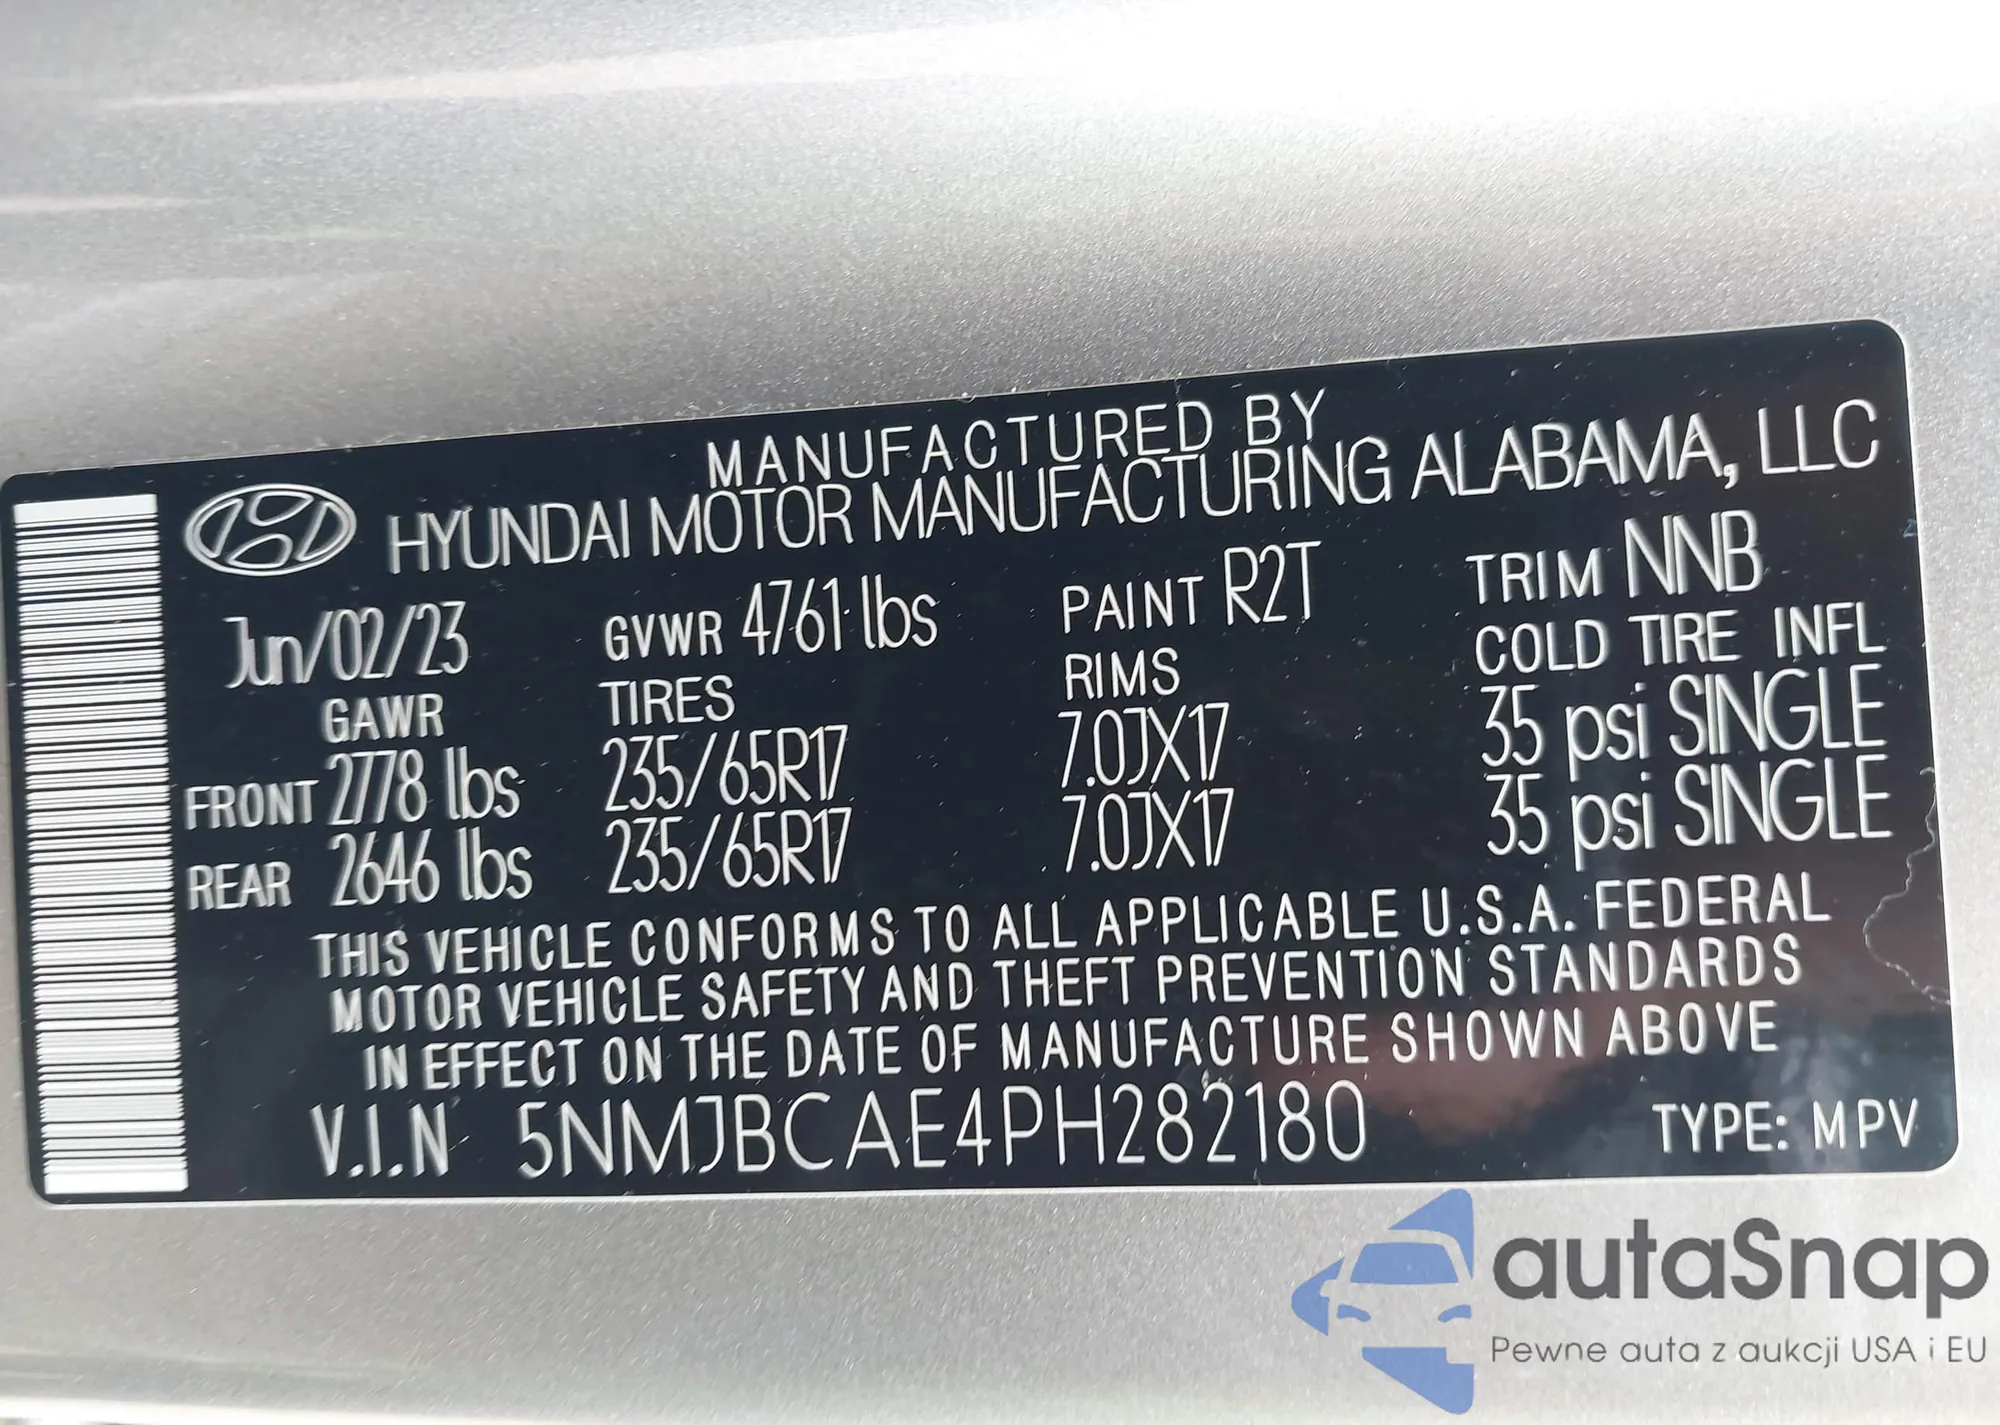 MANUFACTURED BY
HYUNDAI MOTOR MANUFACTURING ALABAMA, LLC
Jun/02/23 GVWR 4761 lbs PAINT R2T TRIM NNB
GAWR TIRES RIMS COLD TIRE INFL
FRONT 2778 lbs 235/65R17 7.0JX17 35 psi SINGLE
REAR 2646 lbs 235/65R17 7.0JX17 35 psi SINGLE
THIS VEHICLE CONFORMS TO ALL APPLICABLE U.S.A. FEDERAL
MOTOR VEHICLE SAFETY AND THEFT PREVENTION STANDARDS
IN EFFECT ON THE DATE OF MANUFACTURE SHOWN ABOVE
V.I.N 5NMJBCAE4PH282180 TYPE: MPV
autaSnap
Pewne auta z aukcji USA i EU